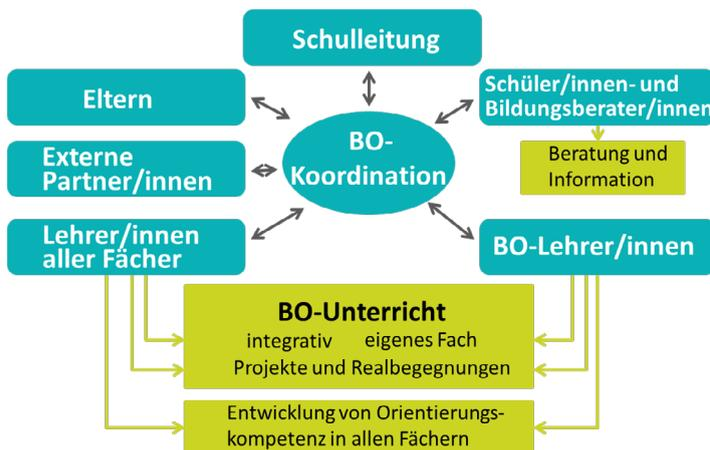 Schulleitung
Eltern
Schüler/innen- und
Bildungsberater/innen
BO-
Koordination
Beratung und
Information
Externe
Partner/innen
Lehrer/innen
aller Fächer
BO-Lehrer/innen
BO-Unterricht
integrativ eigenes Fach
Projekte und Realbegegnungen
Entwicklung von Orientierungs-
kompetenz in allen Fächern